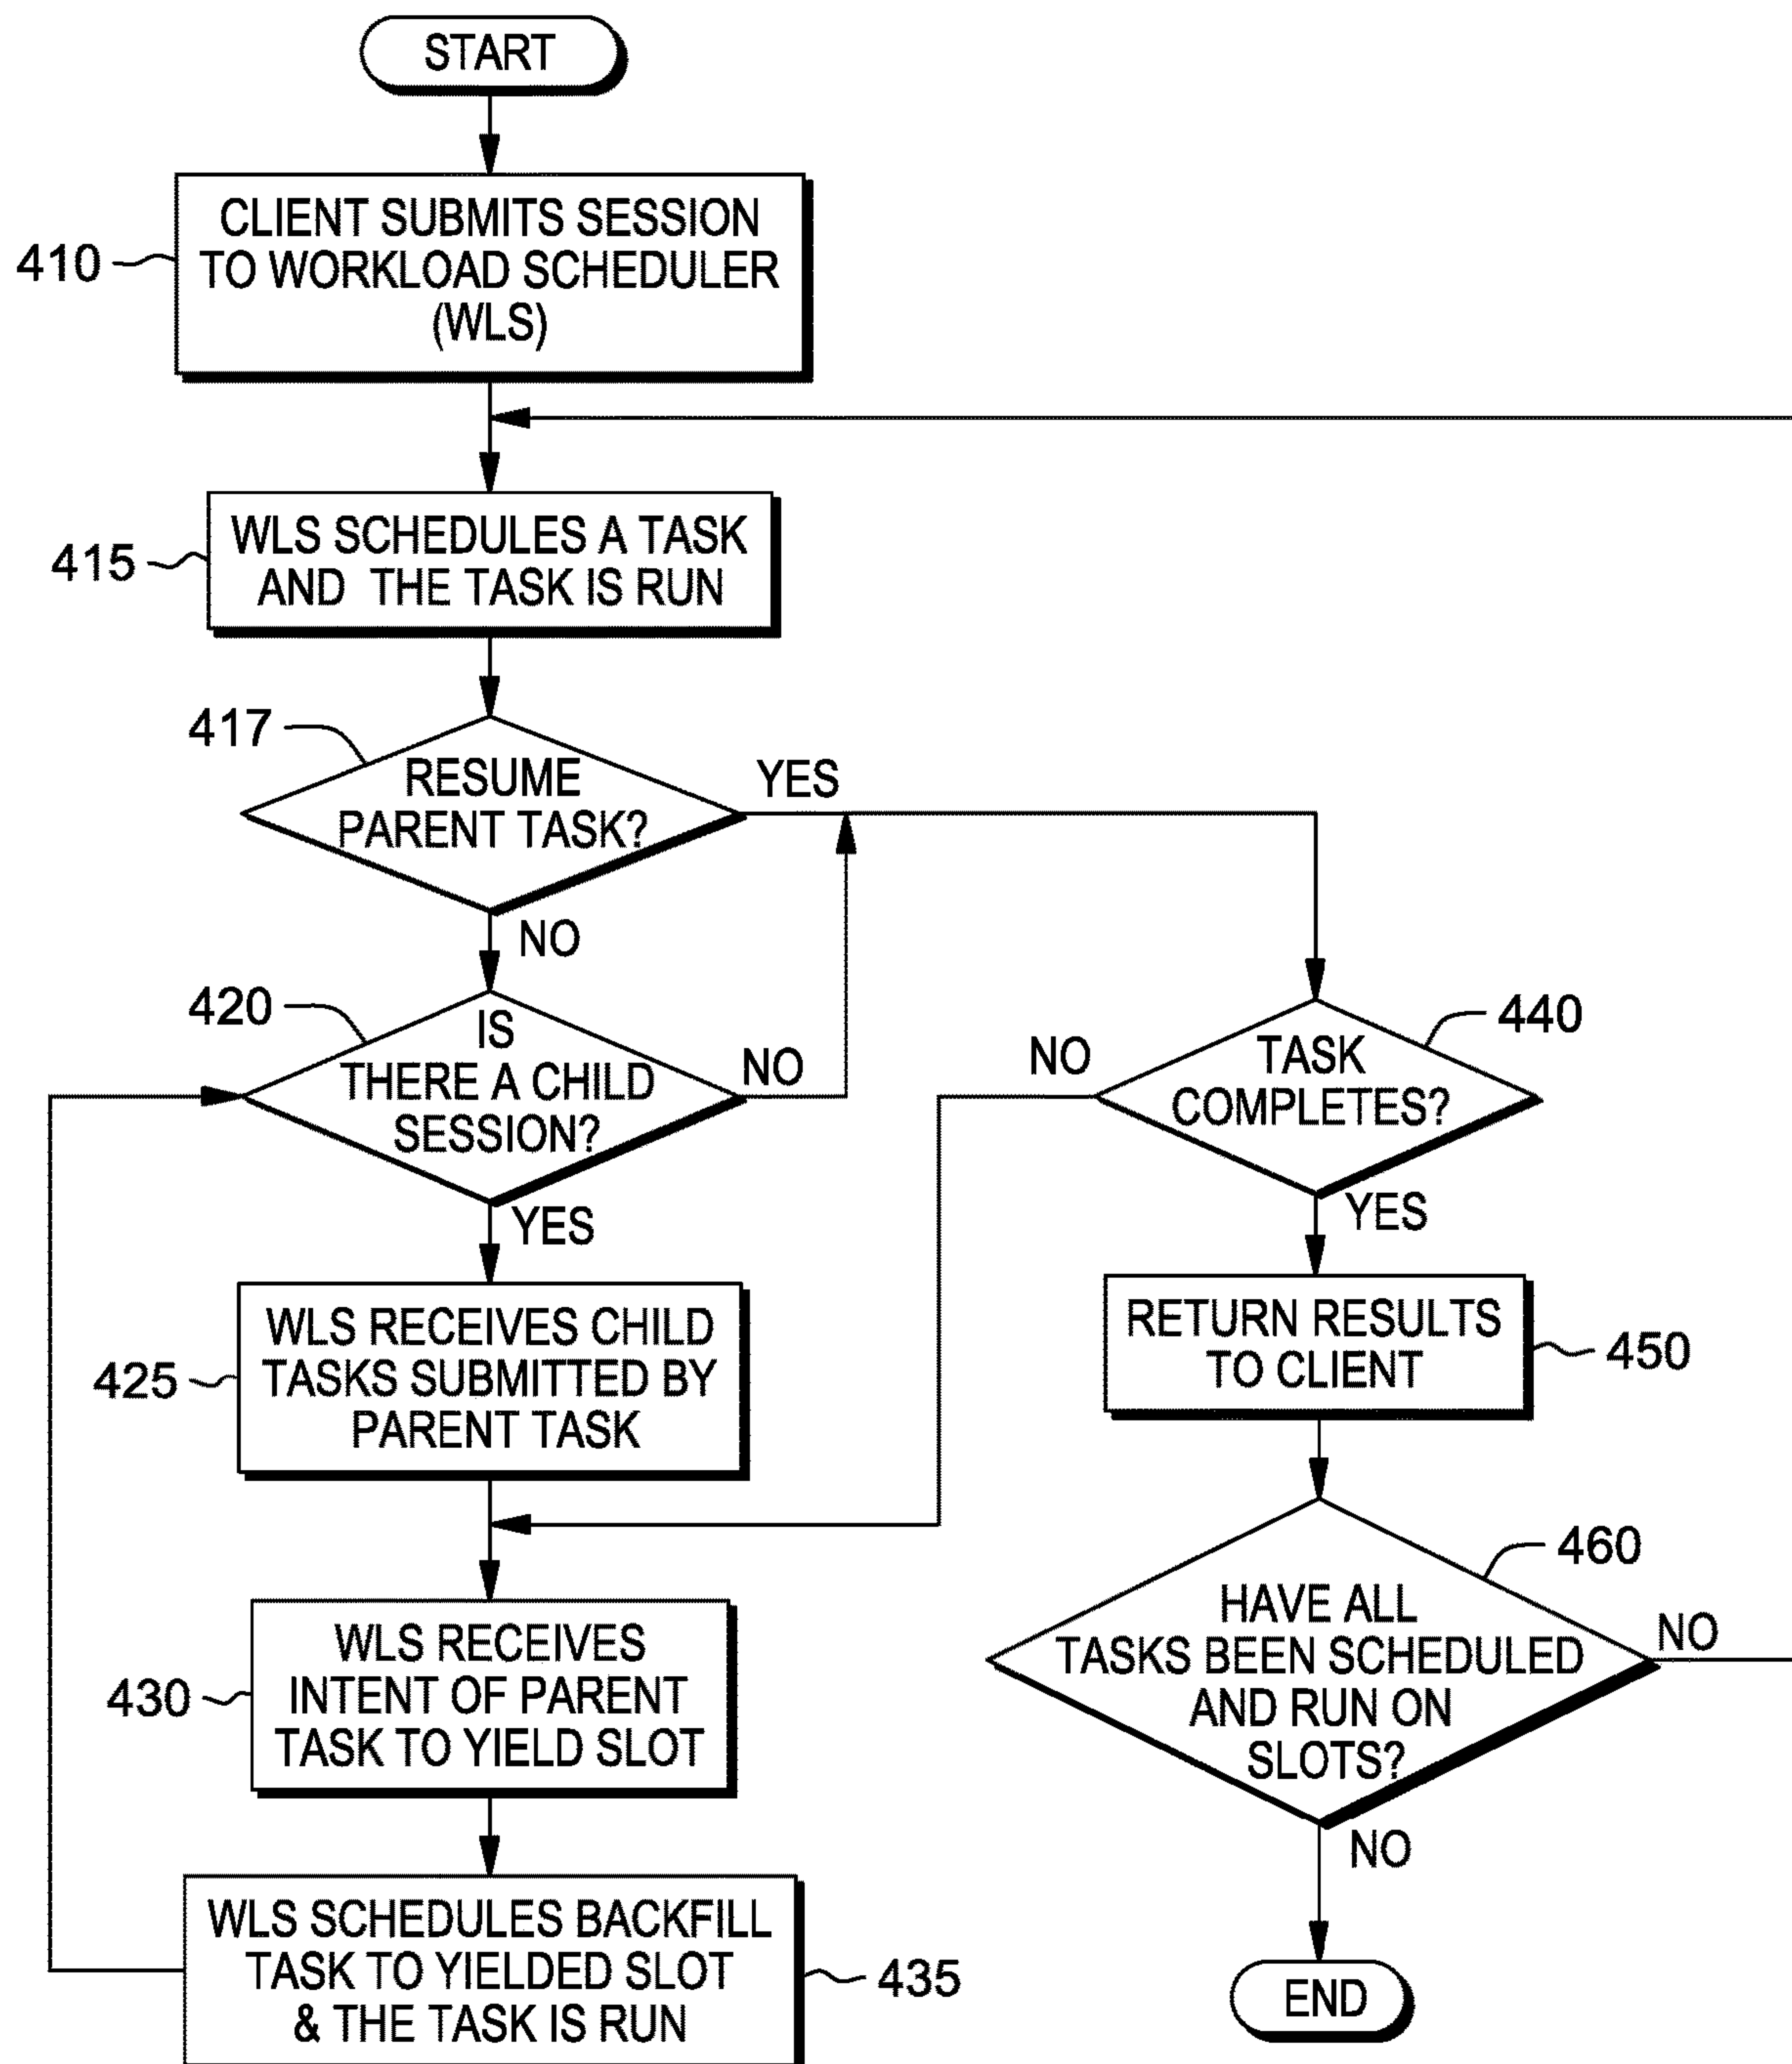 START
CLIENT SUBMITS SESSION
TO WORKLOAD SCHEDULER
(WLS)
410
WLS SCHEDULES A TASK
AND THE TASK IS RUN
415
417
RESUME
PARENT TASK?
YES
NO
420
IS
THERE A CHILD
SESSION?
NO
YES
440
TASK
COMPLETES?
NO
YES
WLS RECEIVES CHILD
TASKS SUBMITTED BY
PARENT TASK
425
RETURN RESULTS
TO CLIENT
450
WLS RECEIVES
INTENT OF PARENT
TASK TO YIELD SLOT
430
460
HAVE ALL
TASKS BEEN SCHEDULED
AND RUN ON
SLOTS?
NO
NO
WLS SCHEDULES BACKFILL
TASK TO YIELDED SLOT
& THE TASK IS RUN
435
END